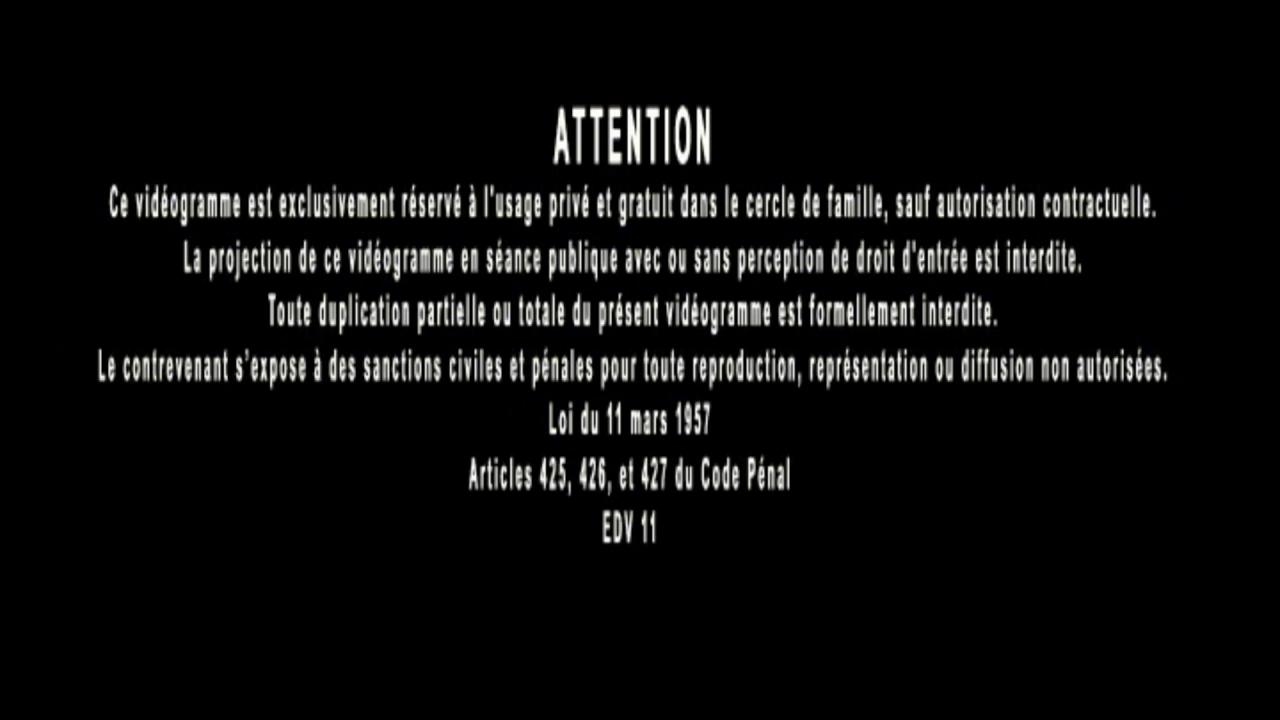 ATTENTION
Ce vidéogramme est exclusivement réservé à l'usage privé et gratuit dans le cercle de famille, sauf autorisation contractuelle.
La projection de ce vidéogramme en séance publique avec ou sans perception de droit d'entrée est interdite.
Toute duplication partielle ou totale du présent vidéogramme est formellement interdite.
Le contrevenant s'expose à des sanctions civiles et pénales pour toute reproduction, représentation ou diffusion non autorisées.
Loi du 11 mars 1957
Articles 425, 426, et 427 du Code Pénal
EDV 11